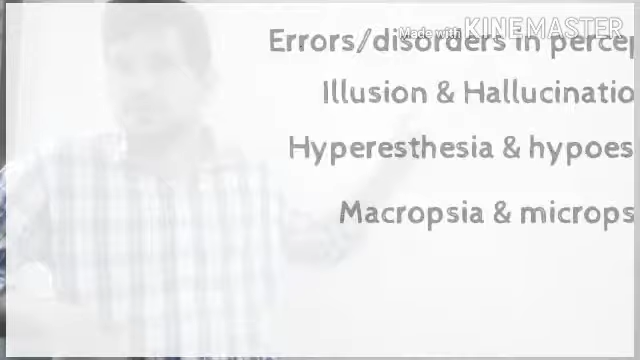 Made with KINEMASTER
Errors/disorders in percep
Illusion & Hallucinatio
Hyperesthesia & hypoes
Macropsia & microps